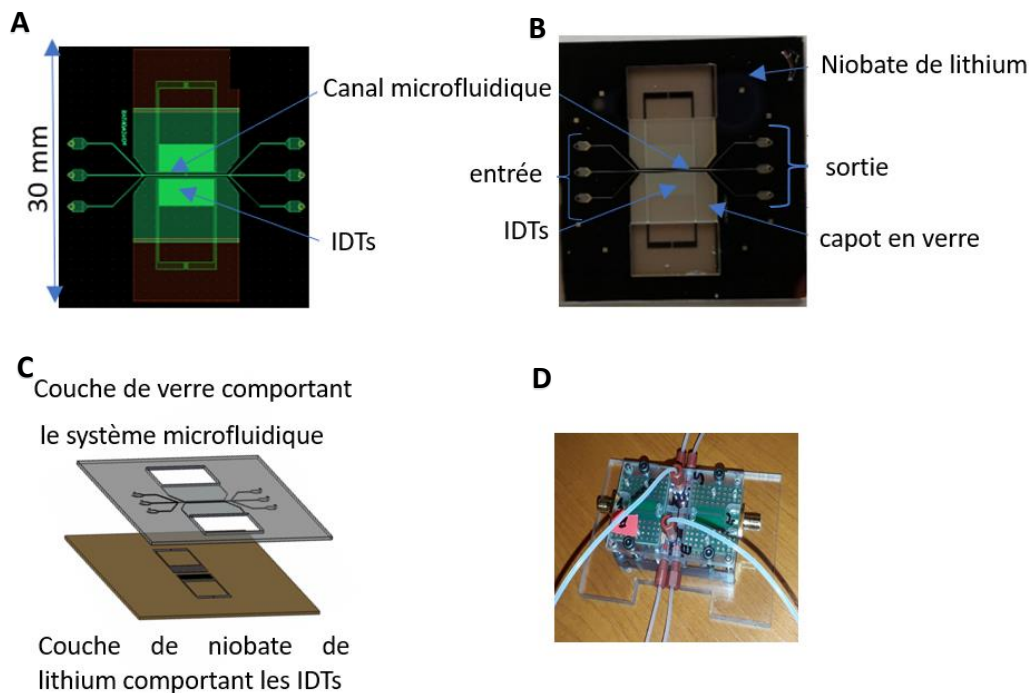 A
30 mm
Canal microfluidique
IDTs
B
Niobate de lithium
entrée
sortie
IDTs
capot en verre
C
Couche de verre comportant
le système microfluidique
Couche de niobate de
lithium comportant les IDTs
D